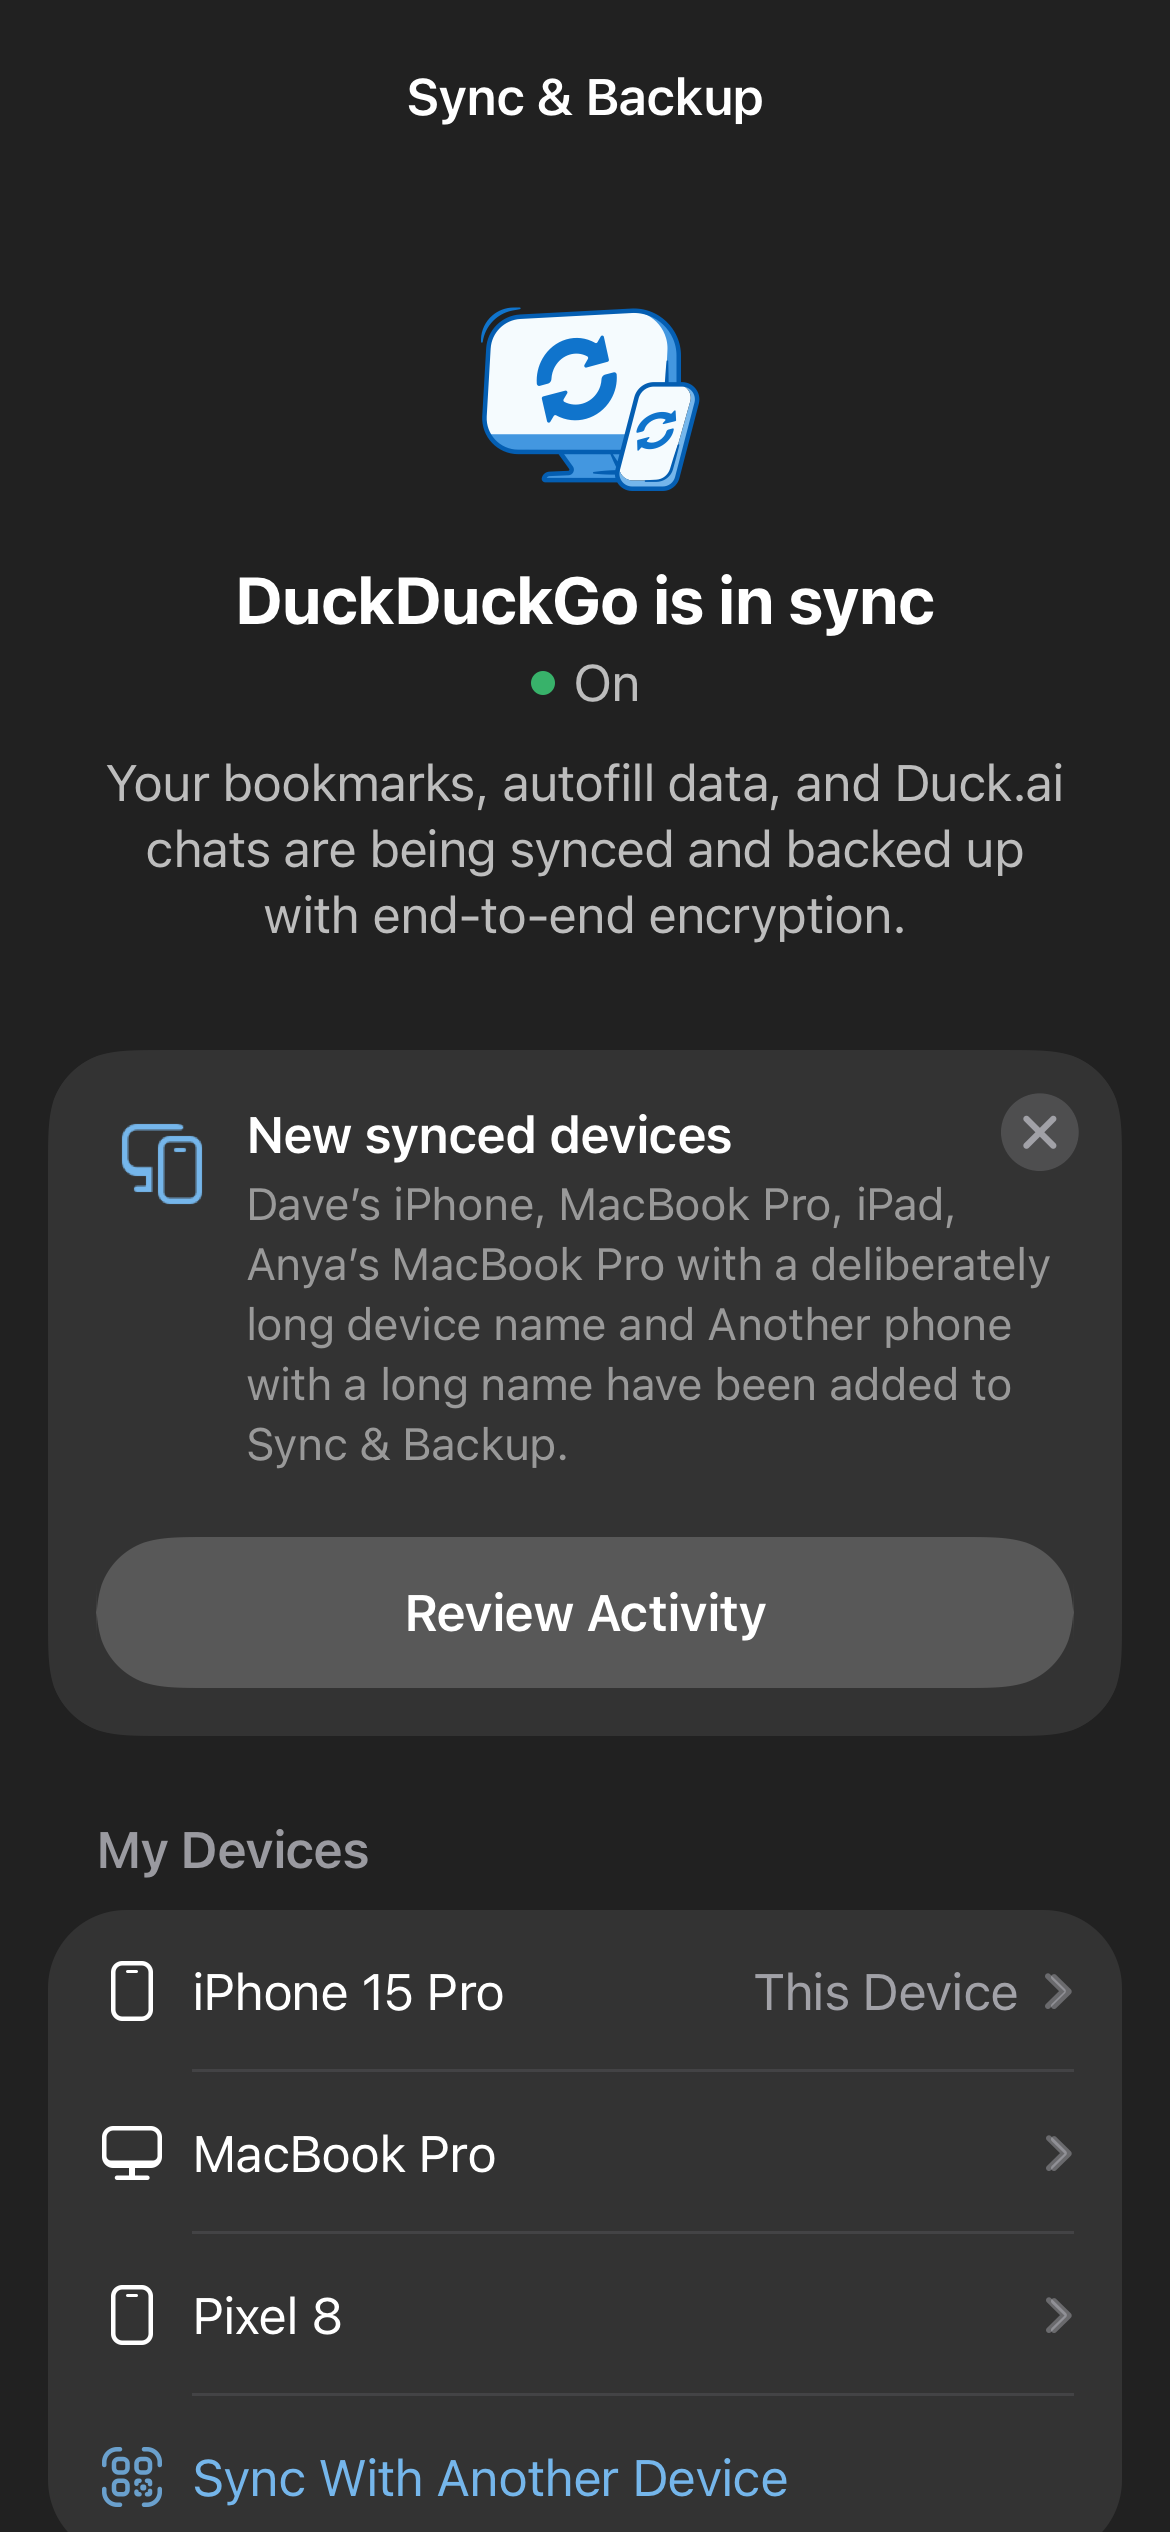 Sync & Backup
DuckDuckGo is in sync
On
Your bookmarks, autofill data, and Duck.ai
chats are being synced and backed up
with end-to-end encryption.
New synced devices
Dave’s iPhone, MacBook Pro, iPad,
Anya’s MacBook Pro with a deliberately
long device name and Another phone
with a long name have been added to
Sync & Backup.
Review Activity
My Devices
iPhone 15 Pro This Device
MacBook Pro
Pixel 8
Sync With Another Device